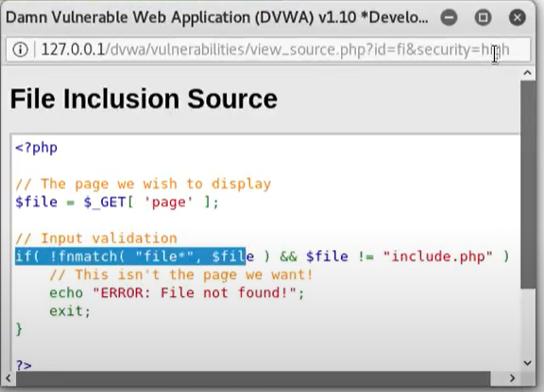 Damn Vulnerable Web Application (DVWA) v1.10 *Develo...
127.0.0.1/dvwa/vulnerabilities/view_source.php?id=fi&security=high
File Inclusion Source
<?php
// The page we wish to display
$file = $_GET[ 'page' ];
// Input validation
if( !fnmatch( "file*", $file ) && $file != "include.php" )
// This isn't the page we want!
echo "ERROR: File not found!";
exit;
}
?>